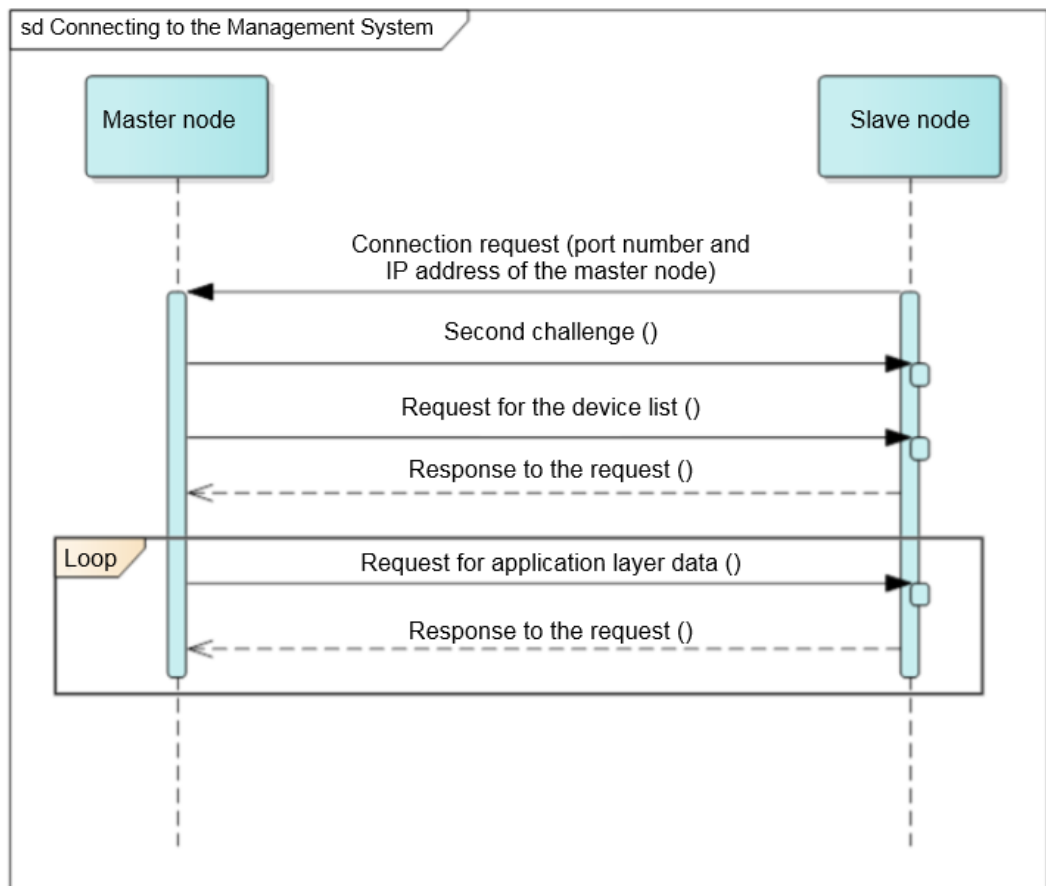 sd Connecting to the Management System
Master node
Slave node
Connection request (port number and
IP address of the master node)
Second challenge ()
Request for the device list ()
Response to the request ()
Loop
Request for application layer data ()
Response to the request ()